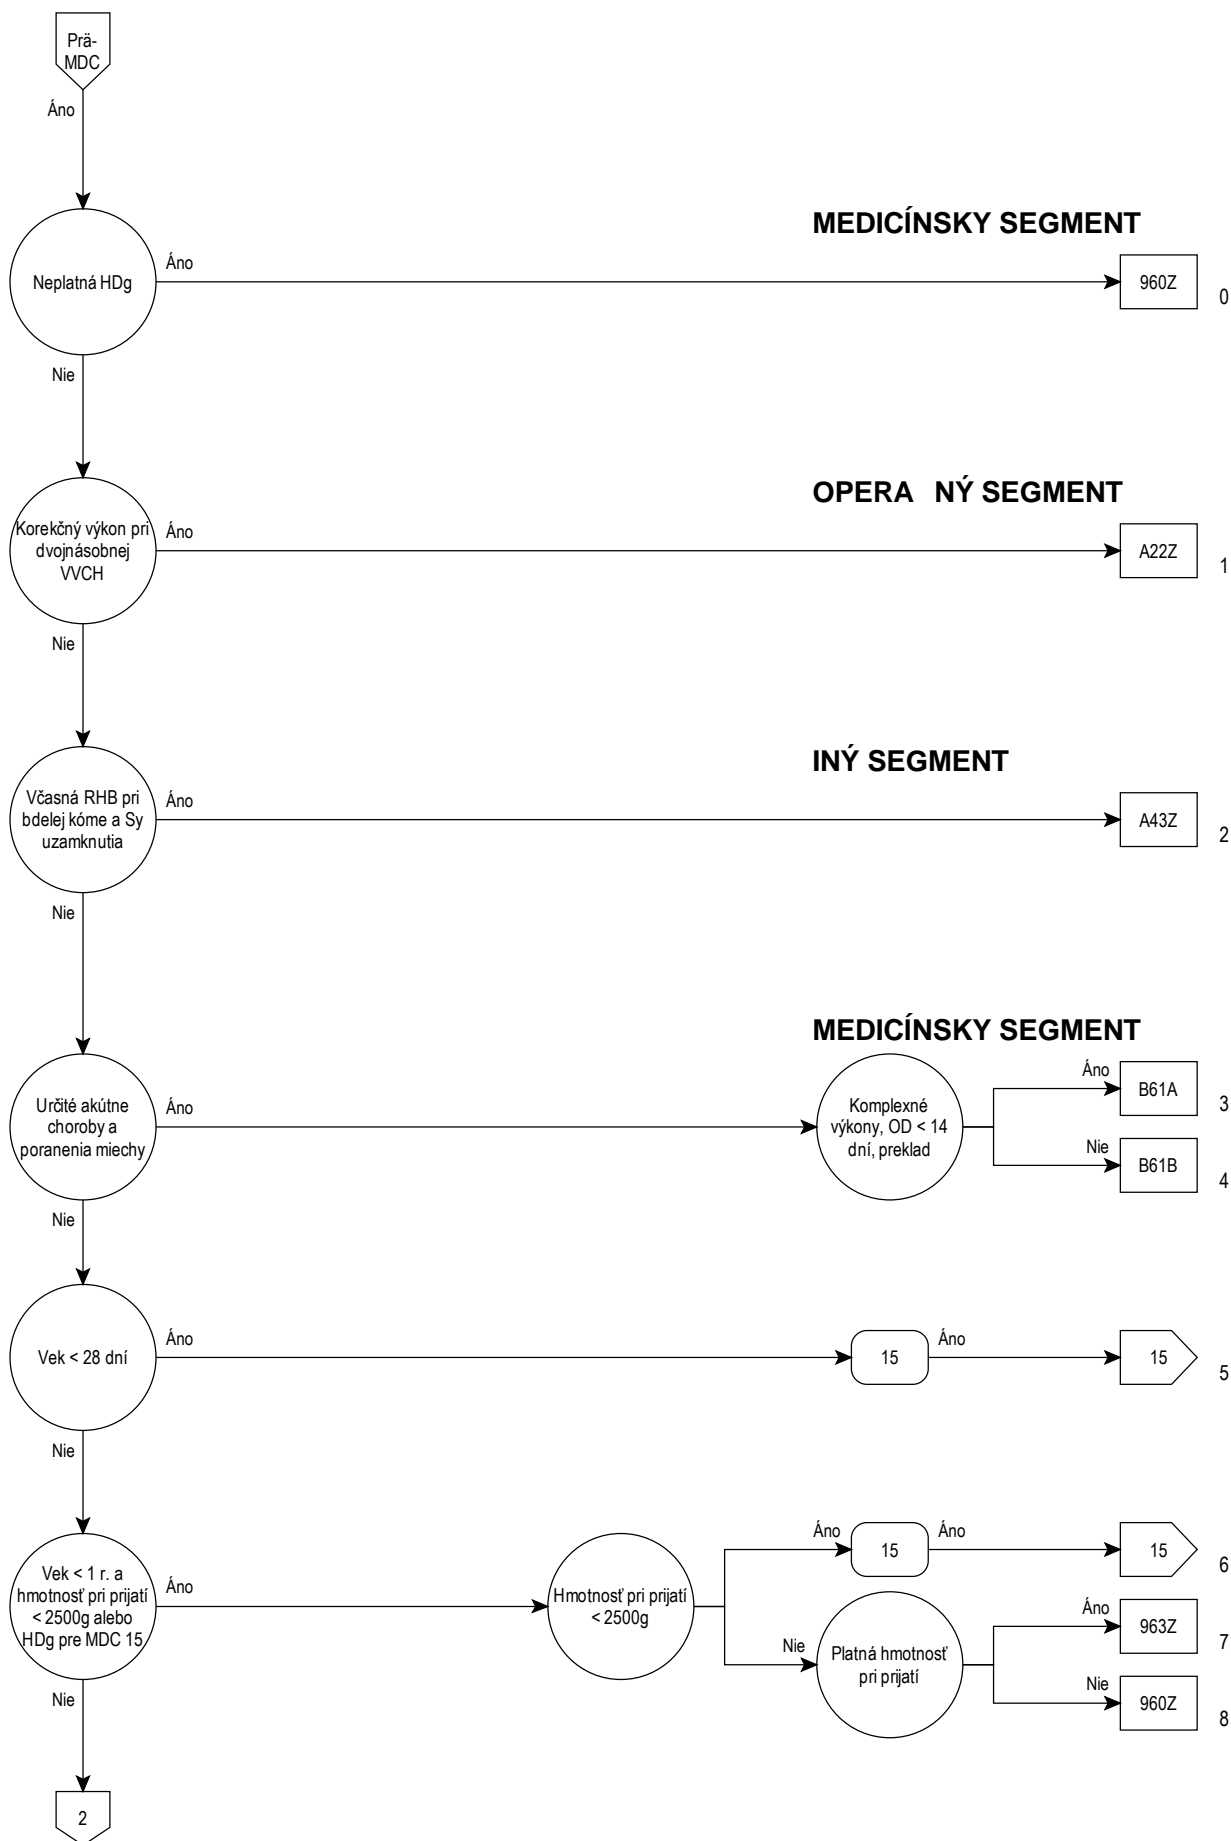 Prä-
MDC
Áno
MEDICÍNSKY SEGMENT
Neplatná HDg
Áno
960Z
0
Nie
OPERA NÝ SEGMENT
Korekčný výkon pri
dvojnásobnej
VVCH
Áno
A22Z
1
Nie
INÝ SEGMENT
Včasná RHB pri
bdelej kóme a Sy
uzamknutia
Áno
A43Z
2
Nie
MEDICÍNSKY SEGMENT
Určité akútne
choroby a
poranenia miechy
Áno
Komplexné
výkony, OD < 14
dní, preklad
Áno
B61A
3
Nie
B61B
4
Nie
Vek < 28 dní
Áno
15
Áno
15
5
Nie
Vek < 1 r. a
hmotnosť pri prijatí
< 2500g alebo
HDg pre MDC 15
Áno
Hmotnosť pri prijatí
< 2500g
Áno
15
Áno
15
6
Nie
Platná hmotnosť
pri prijatí
Áno
963Z
7
Nie
960Z
8
Nie
2